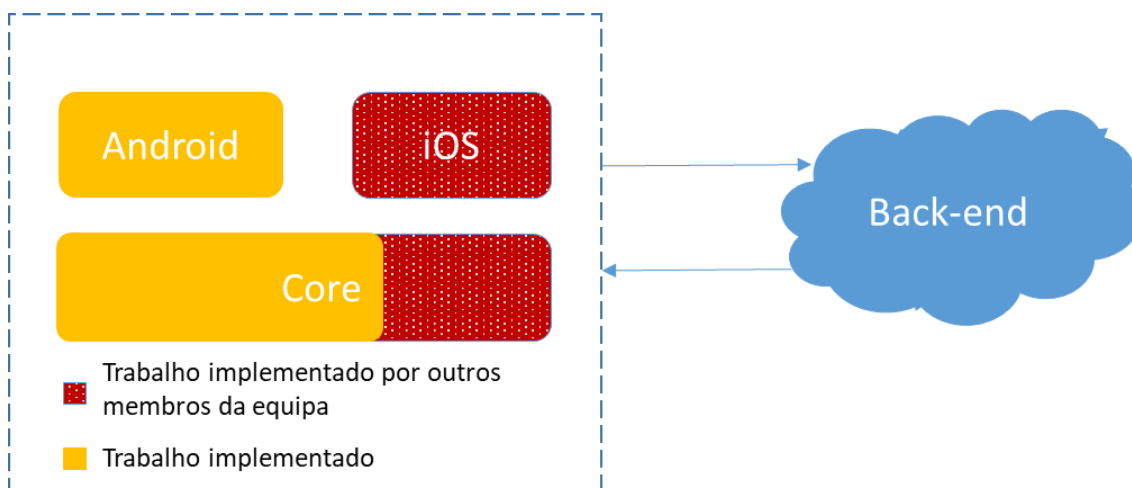 Android
iOS
Back-end
Core
Trabalho implementado por outros
membros da equipa
Trabalho implementado